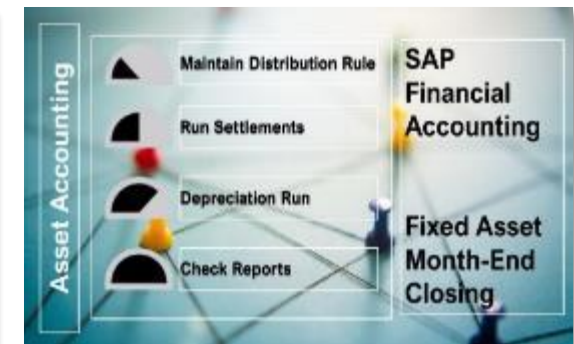 Asset Accounting
Maintain Distribution Rule
Run Settlements
Depreciation Run
Check Reports
SAP
Financial
Accounting
Fixed Asset
Month-End
Closing